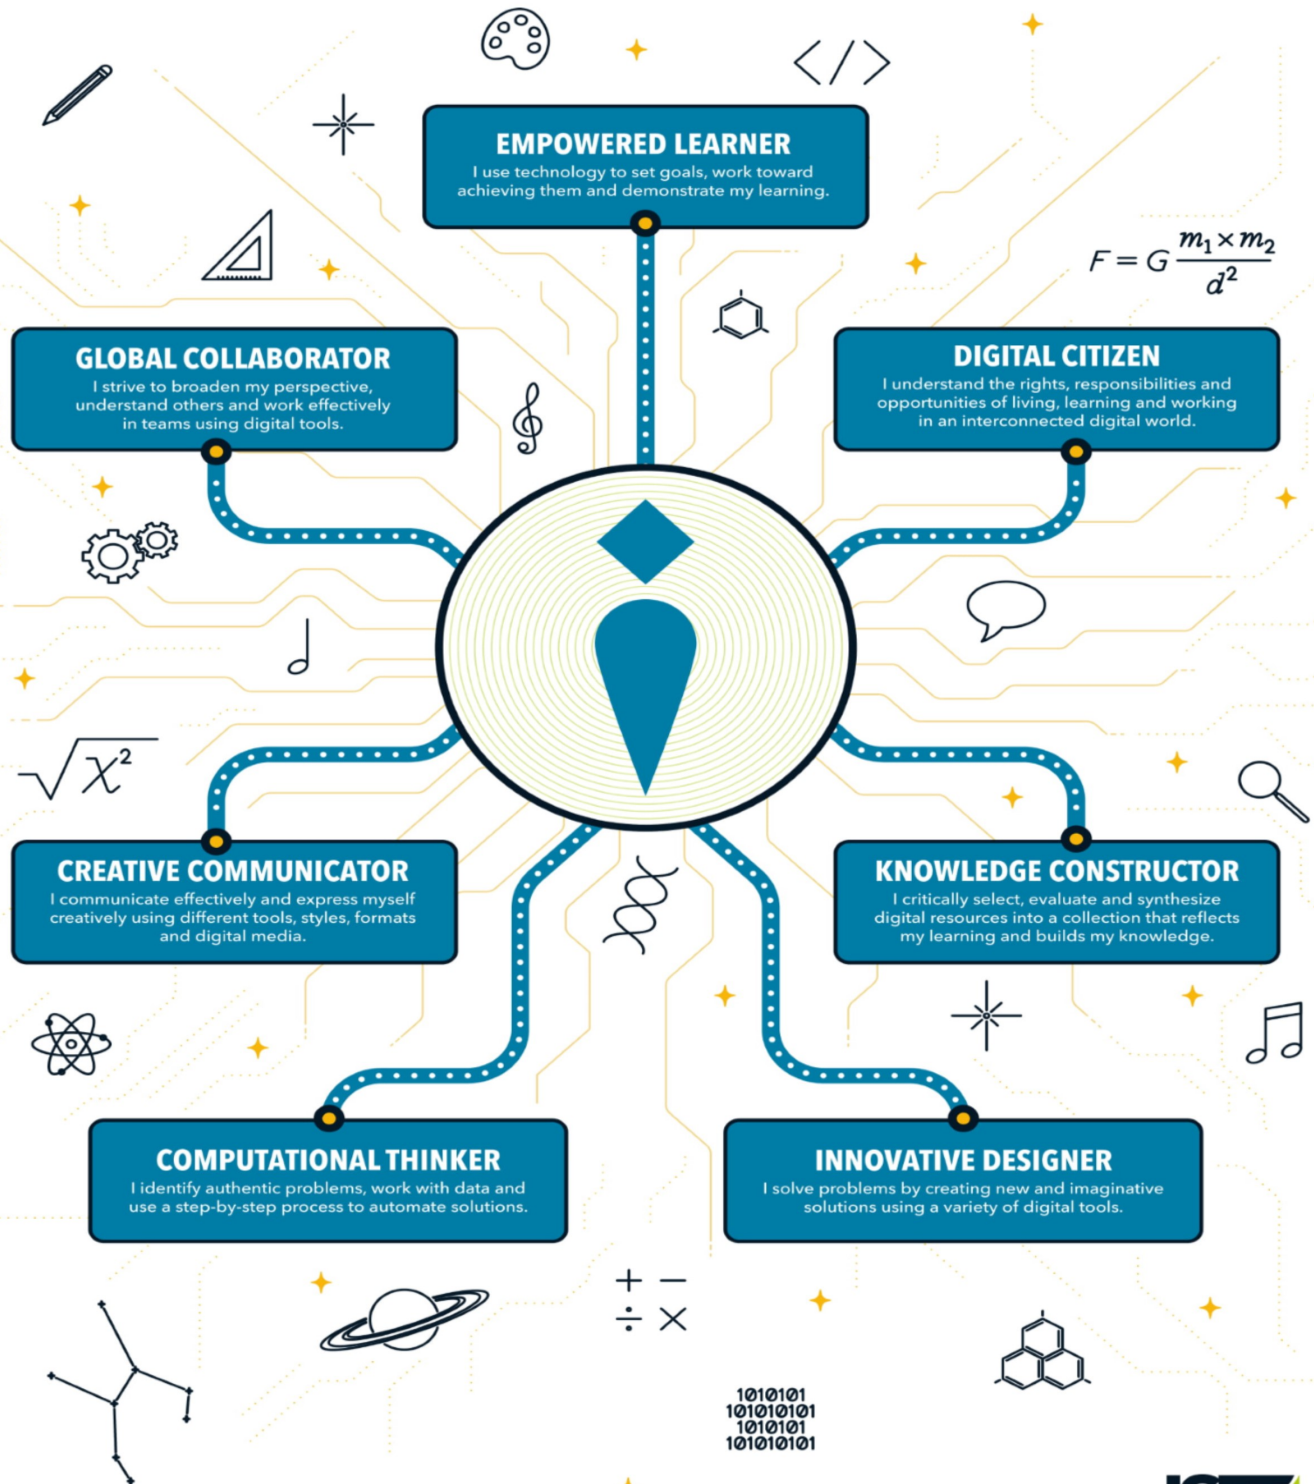 </>
EMPOWERED LEARNER
I use technology to set goals, work toward
achieving them and demonstrate my learning.
F = G m₁ × m₂ / d²
GLOBAL COLLABORATOR
I strive to broaden my perspective,
understand others and work effectively
in teams using digital tools.
DIGITAL CITIZEN
I understand the rights, responsibilities and
opportunities of living, learning and working
in an interconnected digital world.
√x²
CREATIVE COMMUNICATOR
I communicate effectively and express myself
creatively using different tools, styles, formats
and digital media.
KNOWLEDGE CONSTRUCTOR
I critically select, evaluate and synthesize
digital resources into a collection that reflects
my learning and builds my knowledge.
COMPUTATIONAL THINKER
I identify authentic problems, work with data and
use a step-by-step process to automate solutions.
INNOVATIVE DESIGNER
I solve problems by creating new and imaginative
solutions using a variety of digital tools.
+ −
÷ ×
1010101
101010101
1010101
101010101